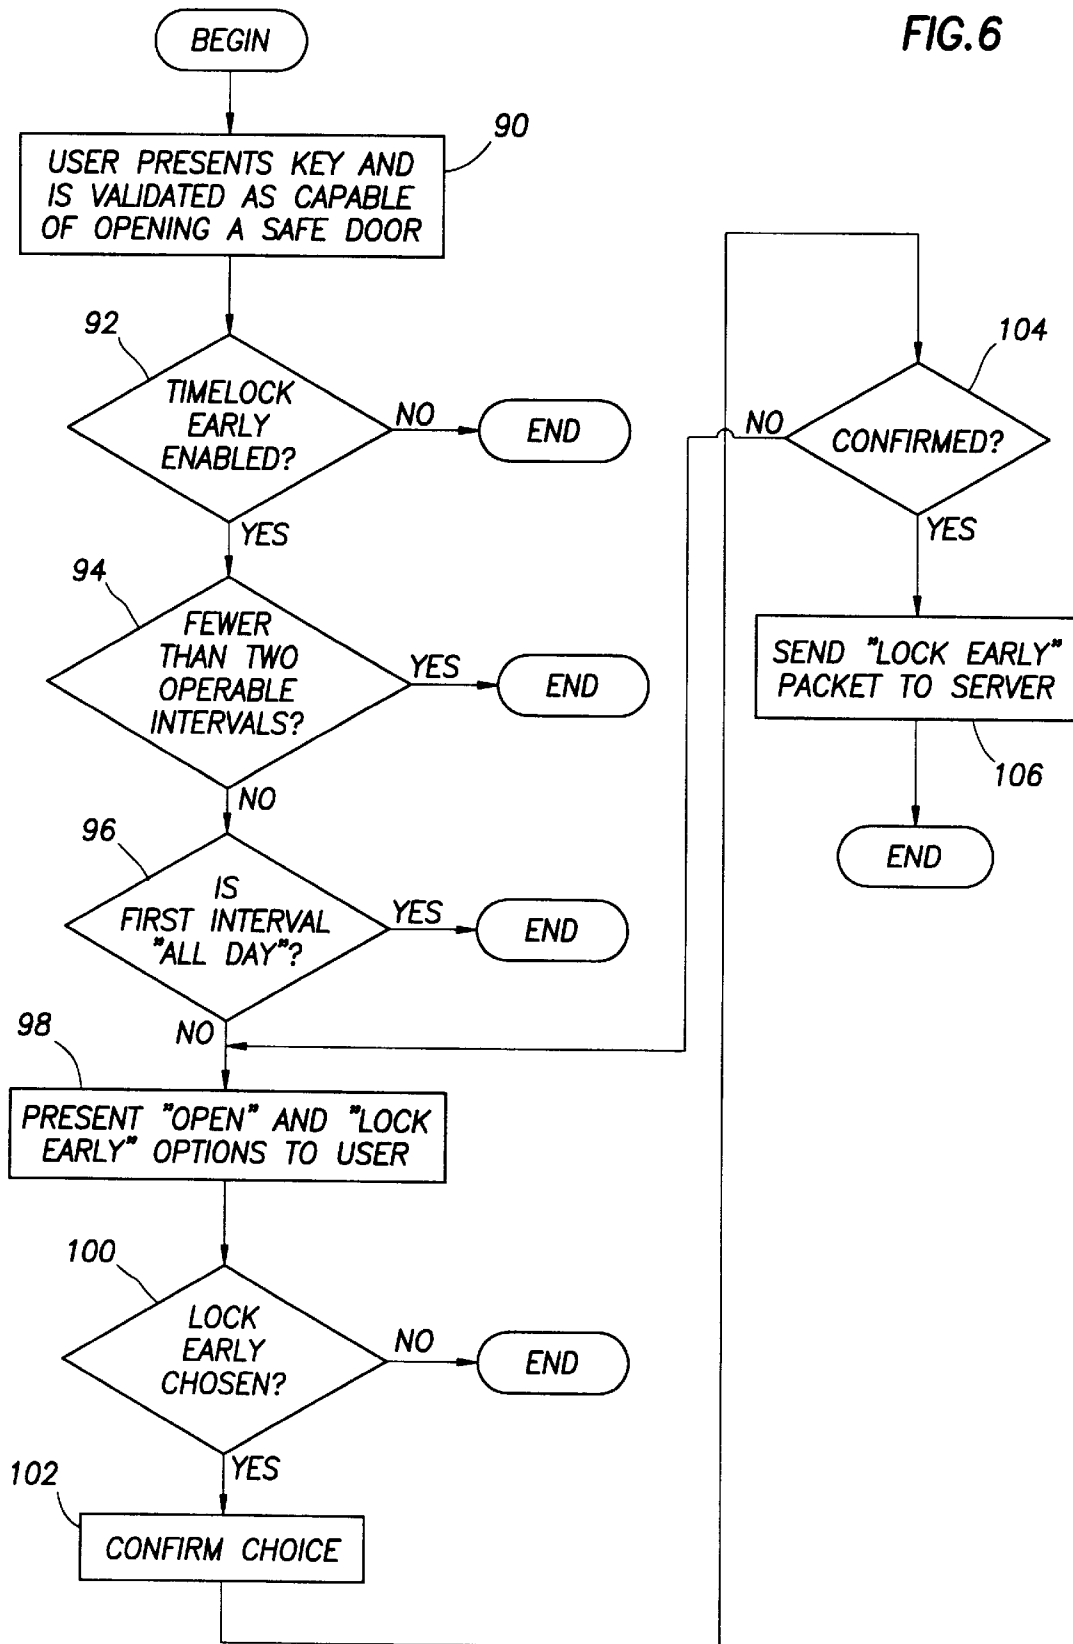 FIG.6
BEGIN
90
USER PRESENTS KEY AND
IS VALIDATED AS CAPABLE
OF OPENING A SAFE DOOR
92
TIMELOCK
EARLY
ENABLED?
NO
END
YES
94
FEWER
THAN TWO
OPERABLE
INTERVALS?
YES
END
NO
96
IS
FIRST INTERVAL
"ALL DAY"?
YES
END
NO
98
PRESENT "OPEN" AND "LOCK
EARLY" OPTIONS TO USER
100
LOCK
EARLY
CHOSEN?
NO
END
YES
102
CONFIRM CHOICE
104
CONFIRMED?
NO
YES
SEND "LOCK EARLY"
PACKET TO SERVER
106
END